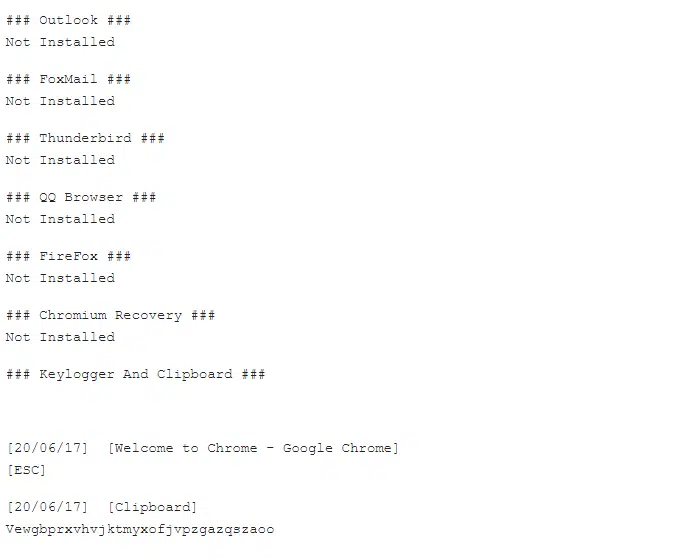 ### Outlook ###
Not Installed
### FoxMail ###
Not Installed
### Thunderbird ###
Not Installed
### QQ Browser ###
Not Installed
### FireFox ###
Not Installed
### Chromium Recovery ###
Not Installed
### Keylogger And Clipboard ###
[20/06/17]  [Welcome to Chrome - Google Chrome]
[ESC]
[20/06/17]  [Clipboard]
Vewgbprxvhvjktmyxofjvpzgazqszaoo